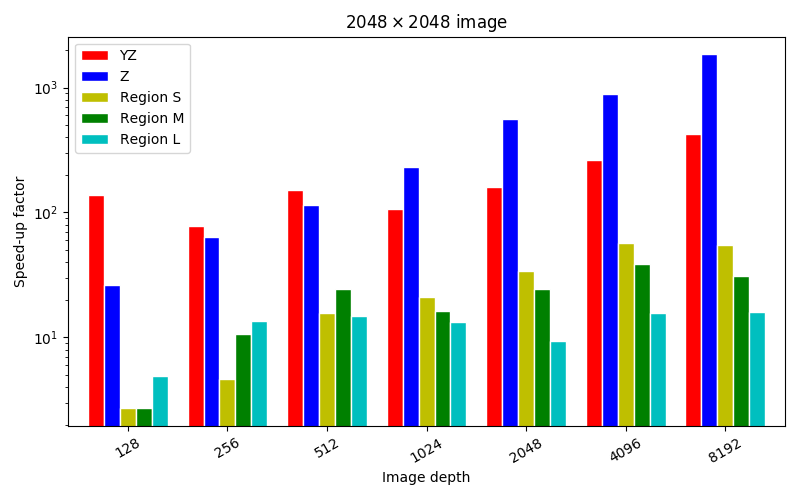 2048 × 2048 image
YZ
Z
Region S
Region M
Region L
Speed-up factor
10³
10²
10¹
128 256 512 1024 2048 4096 8192
Image depth